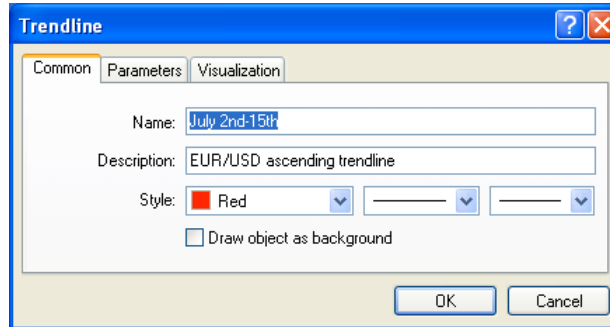 Trendline
Common Parameters Visualization
Name: July 2nd-15th
Description: EUR/USD ascending trendline
Style: Red
Draw object as background
OK Cancel